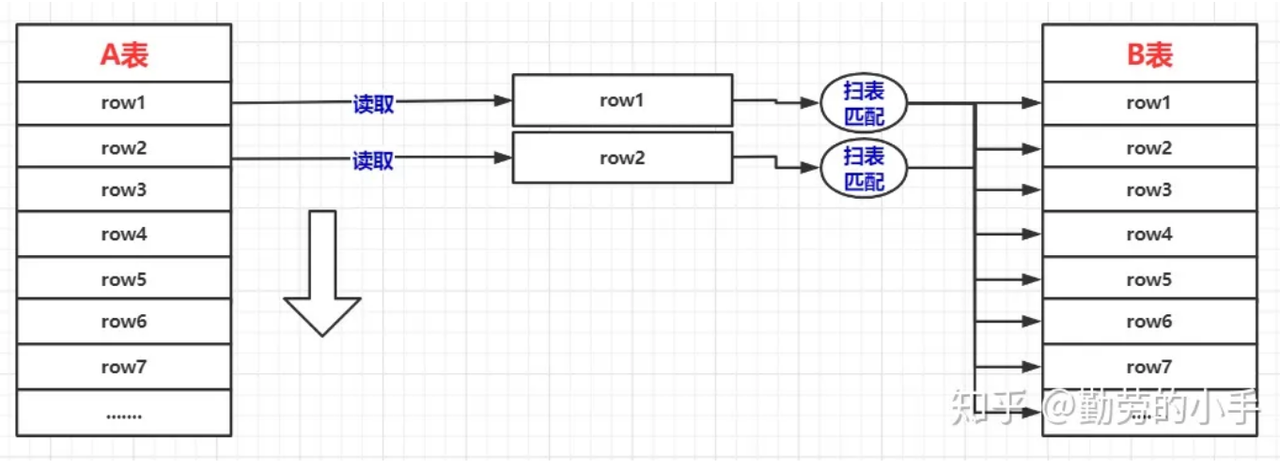 A表
row1
row2
row3
row4
row5
row6
row7
.......
读取
读取
row1
row2
扫表
匹配
扫表
匹配
B表
row1
row2
row3
row4
row5
row6
row7
.......
知乎 @勤劳的小手